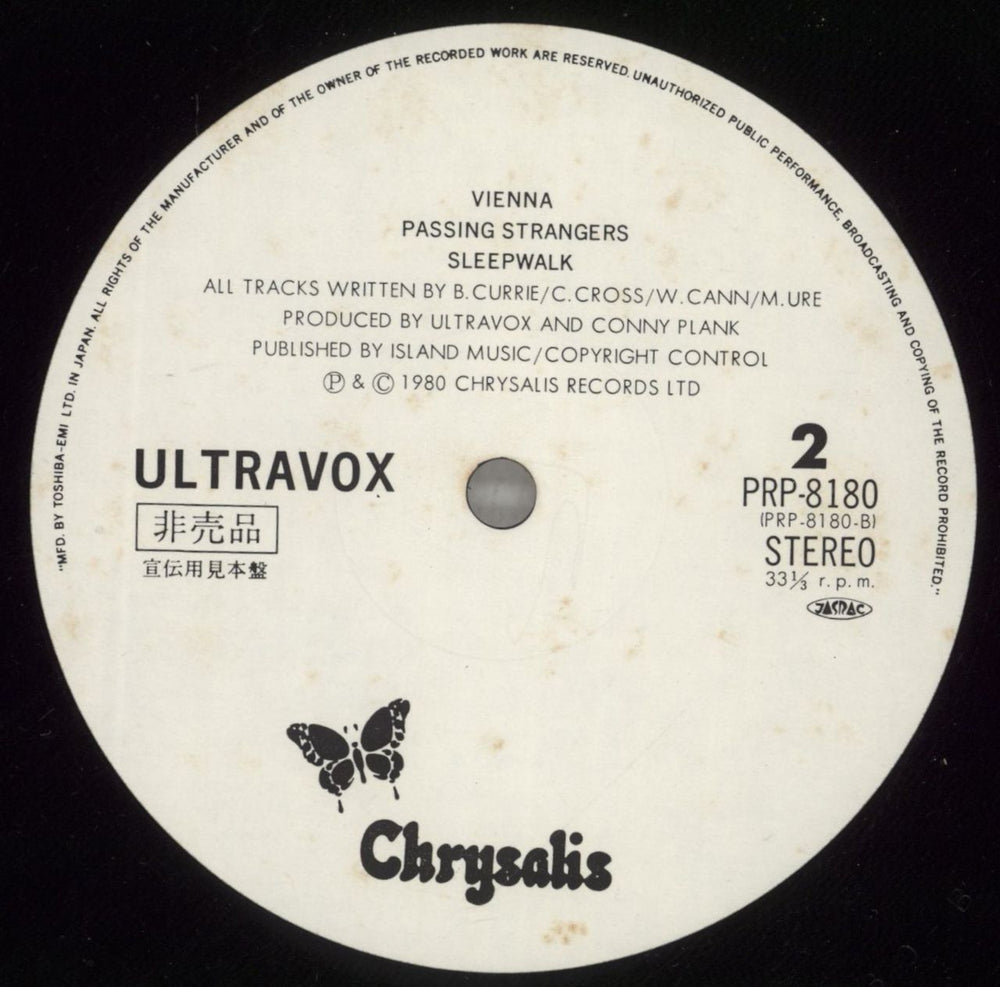 "MFD. BY TOSHIBA-EMI LTD. IN JAPAN. ALL RIGHTS OF THE MANUFACTURER AND OF THE OWNER OF THE RECORDED WORK ARE RESERVED. UNAUTHORIZED PUBLIC PERFORMANCE, BROADCASTING AND COPYING OF THE RECORD PROHIBITED."
VIENNA
PASSING STRANGERS
SLEEPWALK
ALL TRACKS WRITTEN BY B.CURRIE/C.CROSS/W.CANN/M.URE
PRODUCED BY ULTRAVOX AND CONNY PLANK
PUBLISHED BY ISLAND MUSIC/COPYRIGHT CONTROL
Ⓟ & Ⓒ 1980 CHRYSALIS RECORDS LTD
ULTRAVOX
非売品
宣伝用見本盤
2
PRP-8180
(PRP-8180-B)
STEREO
33⅓ r.p.m.
JASRAC
Chrysalis